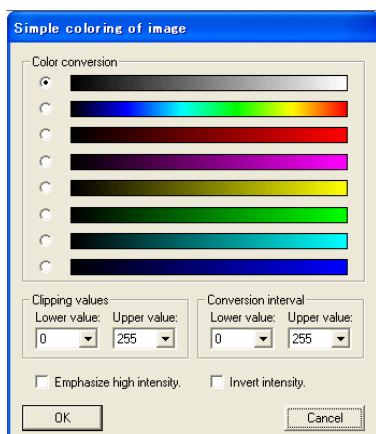 Simple coloring of image
Color conversion
Clipping values
Conversion interval
Lower value: Upper value:
Lower value: Upper value:
0 255
0 255
Emphasize high intensity.
Invert intensity.
OK
Cancel